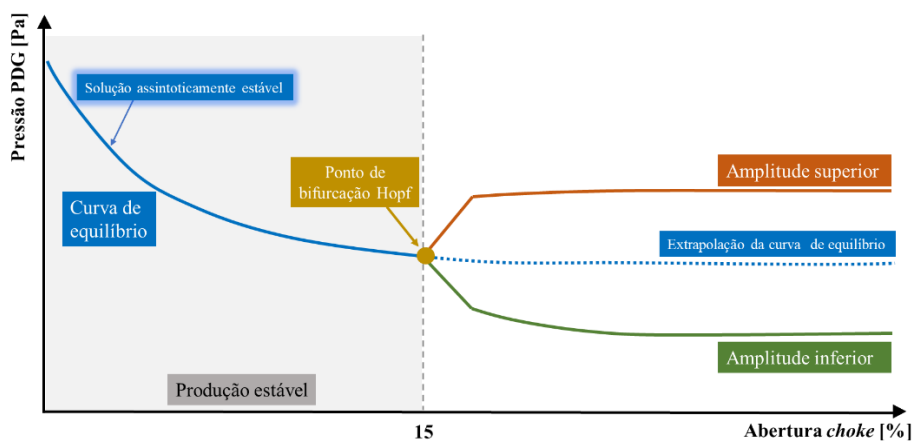 Pressão PDG [Pa]
Solução assintoticamente estável
Ponto de
bifurcação Hopf
Amplitude superior
Curva de
equilíbrio
Extrapolação da curva de equilíbrio
Amplitude inferior
Produção estável
15
Abertura choke [%]